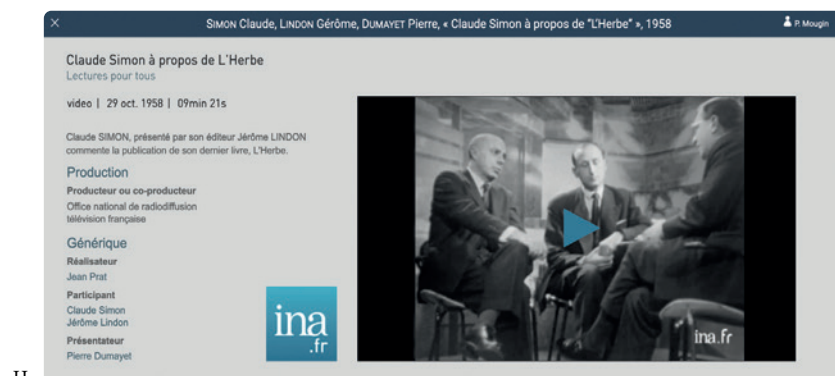 × SIMON Claude, LINDON Gérôme, DUMAYET Pierre, « Claude Simon à propos de "L'Herbe" », 1958 P. Mougin
Claude Simon à propos de L'Herbe
Lectures pour tous
video | 29 oct. 1958 | 09min 21s
Claude SIMON, présenté par son éditeur Jérôme LINDON
commente la publication de son dernier livre, L'Herbe.
Production
Producteur ou co-producteur
Office national de radiodiffusion
télévision française
Générique
Réalisateur
Jean Prat
Participant
Claude Simon
Jérôme Lindon
Présentateur
Pierre Dumayet
ina
.fr
ina.fr